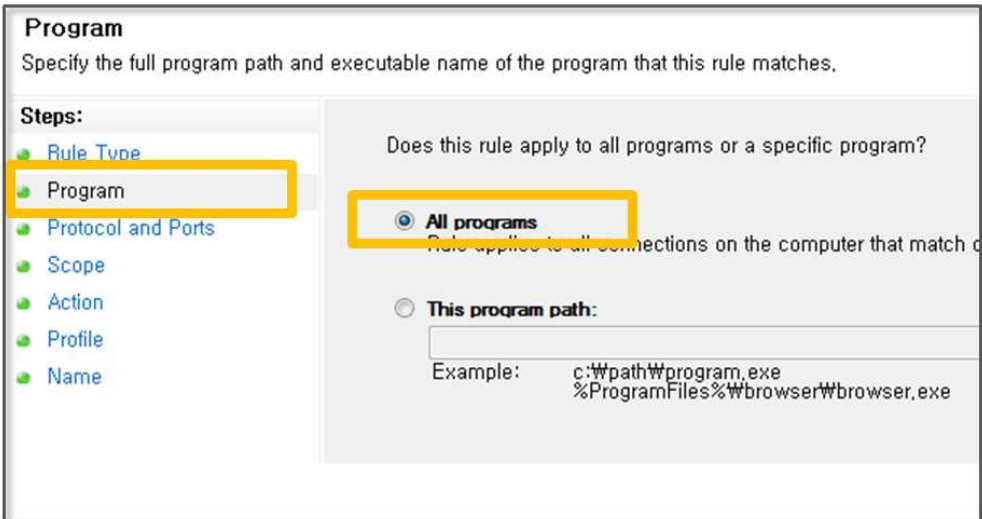 Program
Specify the full program path and executable name of the program that this rule matches.
Steps:
Rule Type
Program
Protocol and Ports
Scope
Action
Profile
Name
Does this rule apply to all programs or a specific program?
All programs
Rule applies to all connections on the computer that match
This program path:
Example: c:₩path₩program.exe
%ProgramFiles%₩browser₩browser.exe